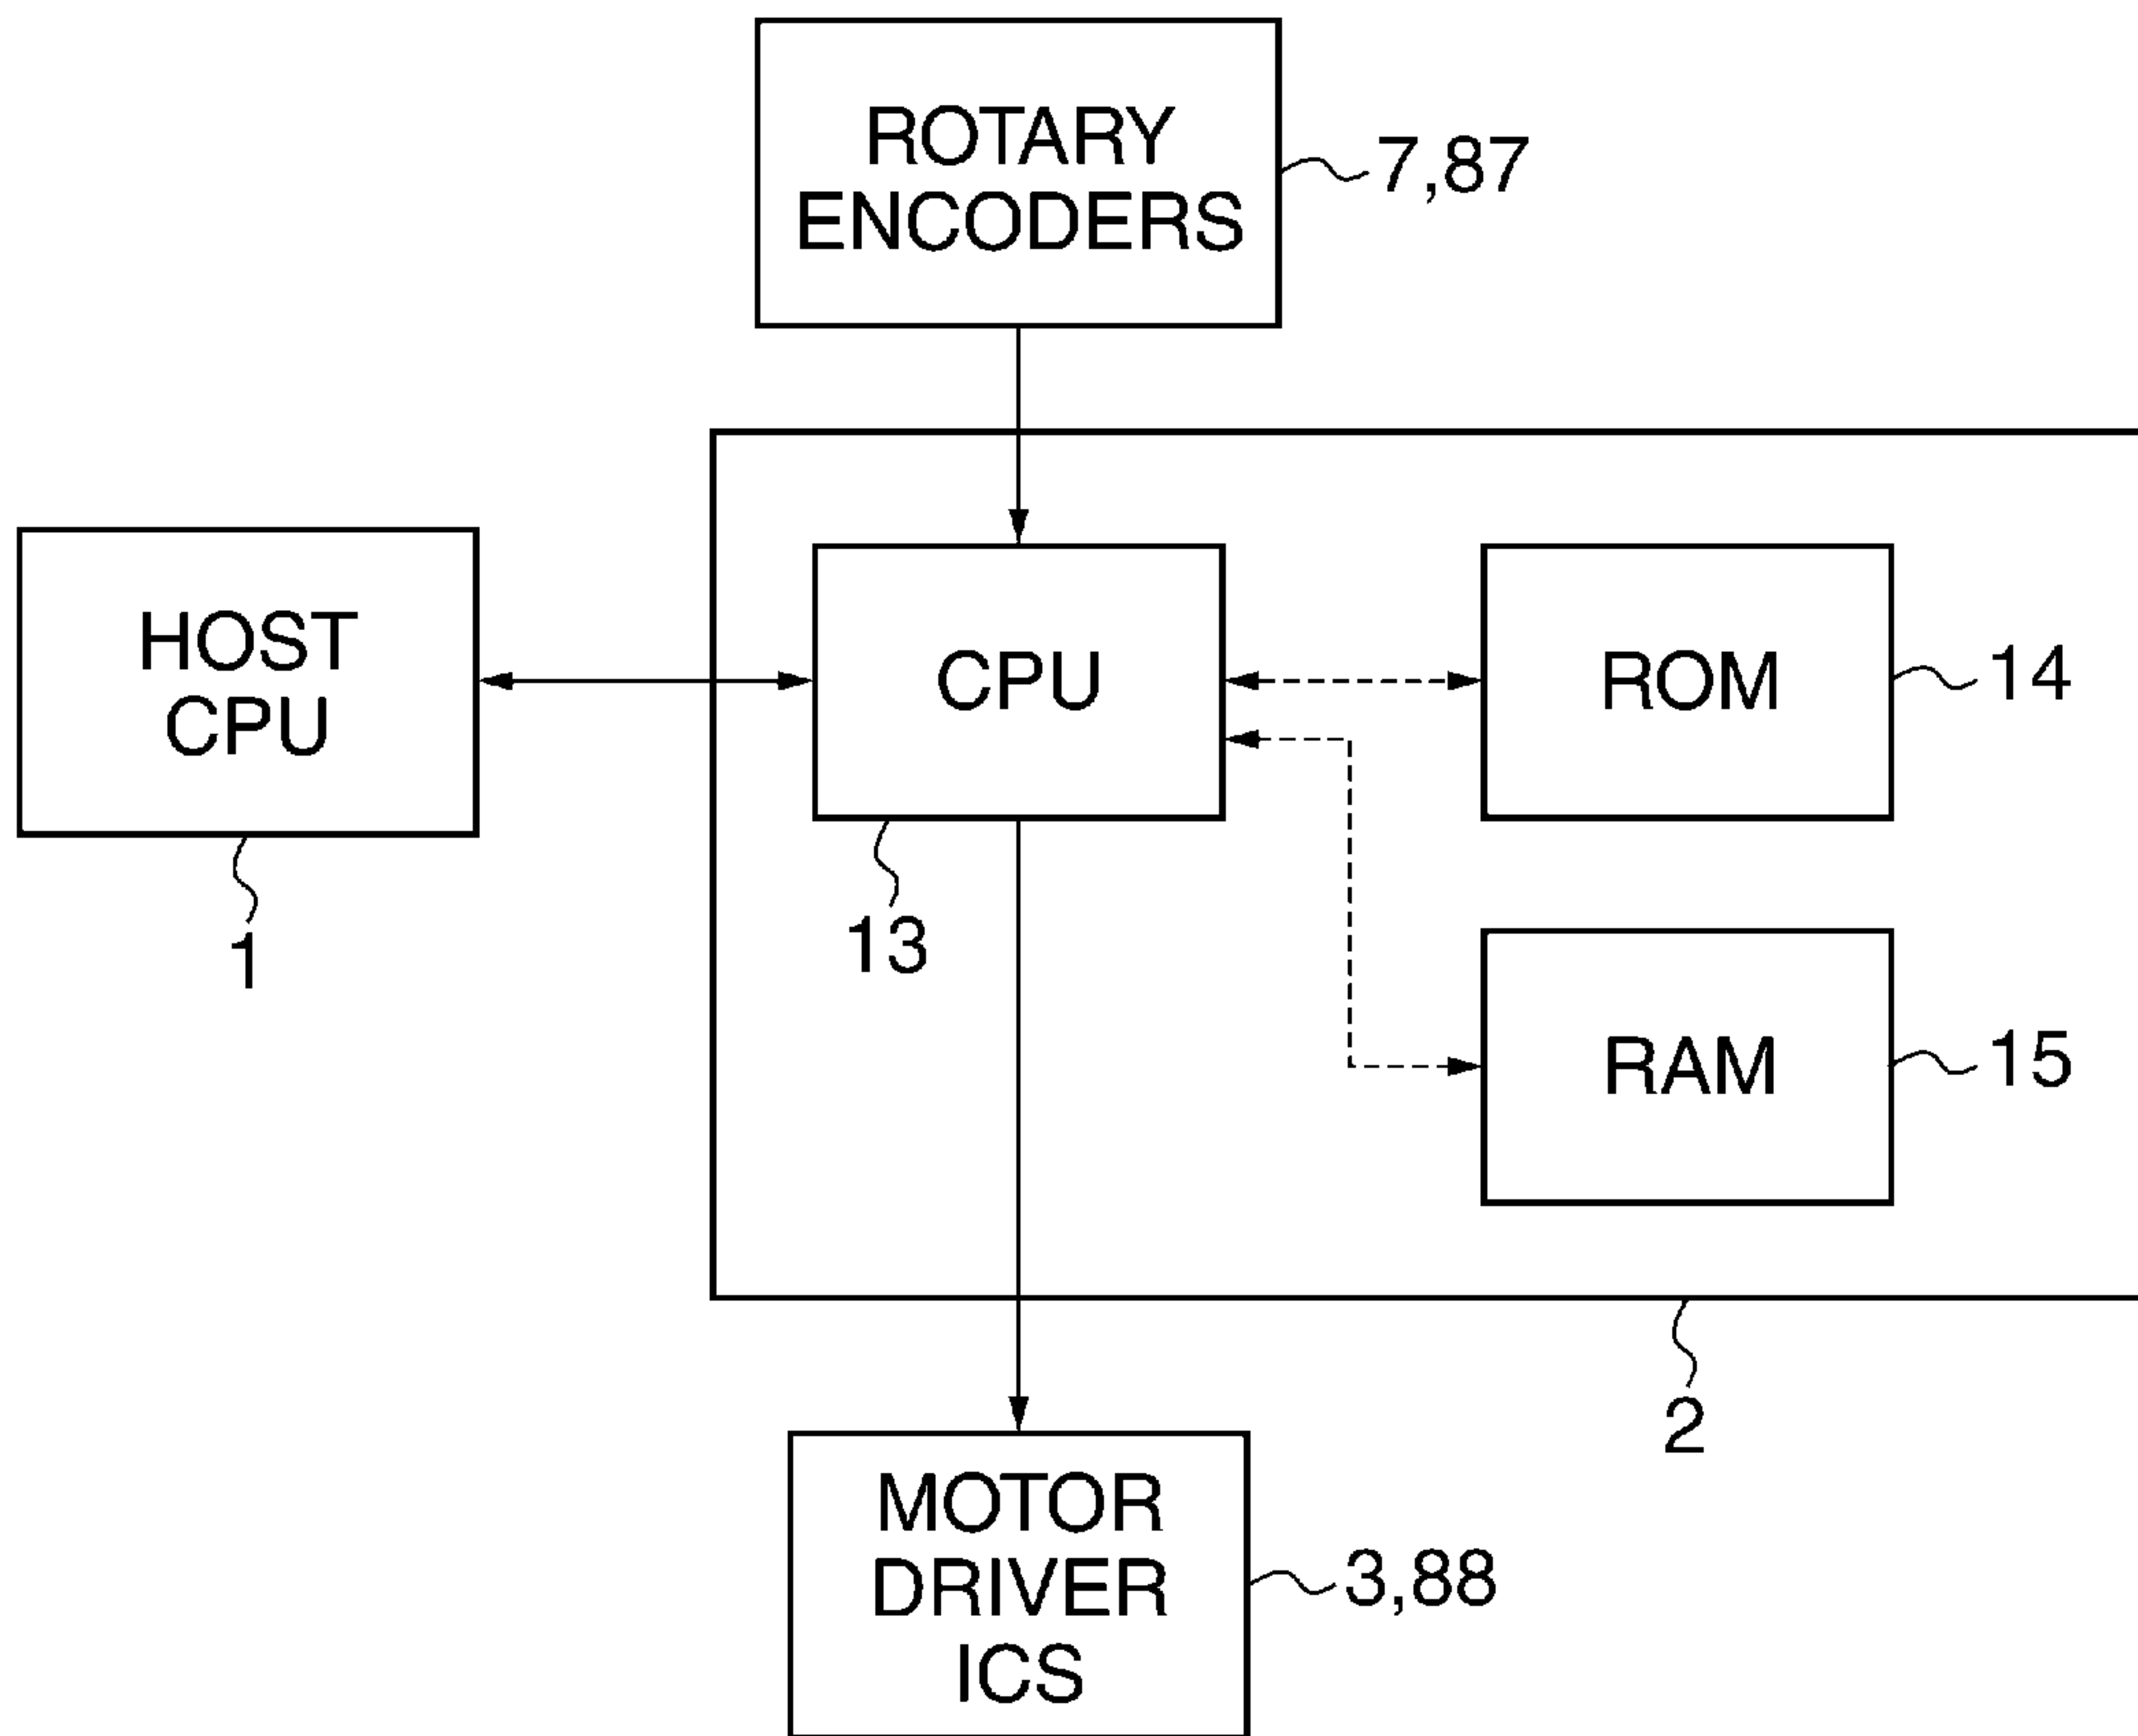 ROTARY
ENCODERS
7,87
HOST
CPU
1
CPU
13
ROM
14
RAM
15
2
MOTOR
DRIVER
ICS
3,88